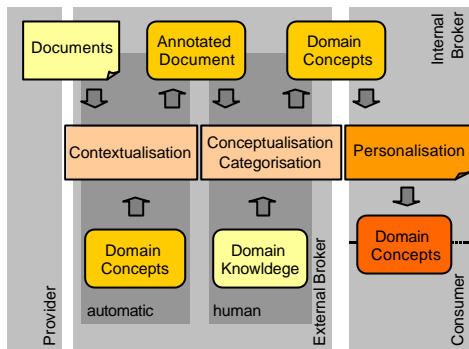 Documents
Annotated
Document
Domain
Concepts
Internal
Broker
Contextualisation
Conceptualisation
Categorisation
Personalisation
Domain
Concepts
Domain
Knowldege
Domain
Concepts
automatic
human
Provider
External Broker
Consumer